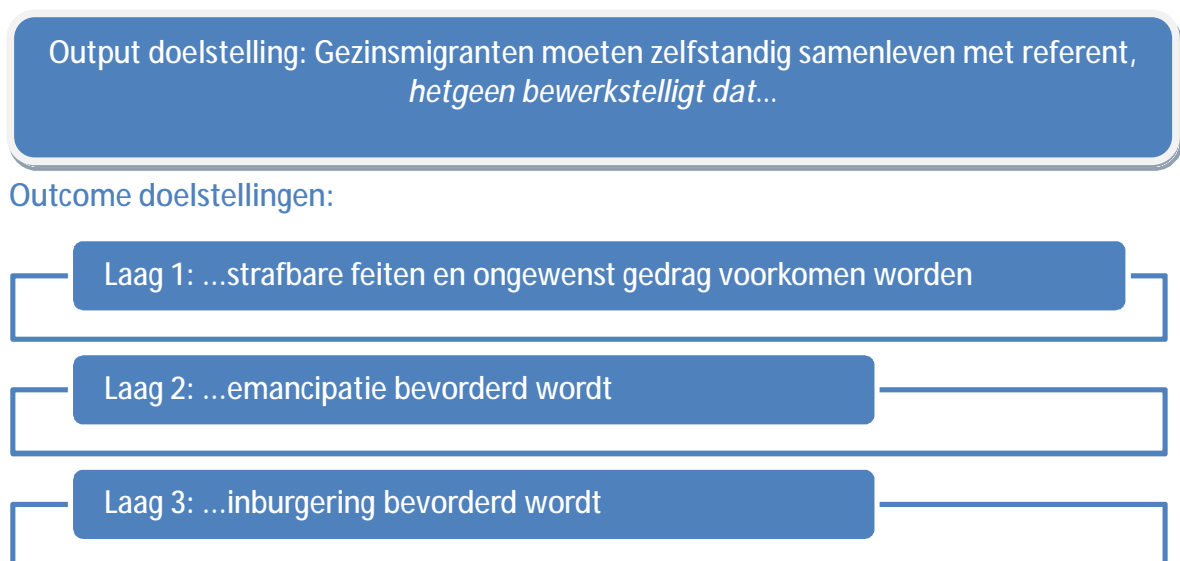 Output doelstelling: Gezinsmigranten moeten zelfstandig samenleven met referent,
hetgeen bewerkstelligt dat...
Outcome doelstellingen:
Laag 1: ...strafbare feiten en ongewenst gedrag voorkomen worden
Laag 2: ...emancipatie bevorderd wordt
Laag 3: ...inburgering bevorderd wordt